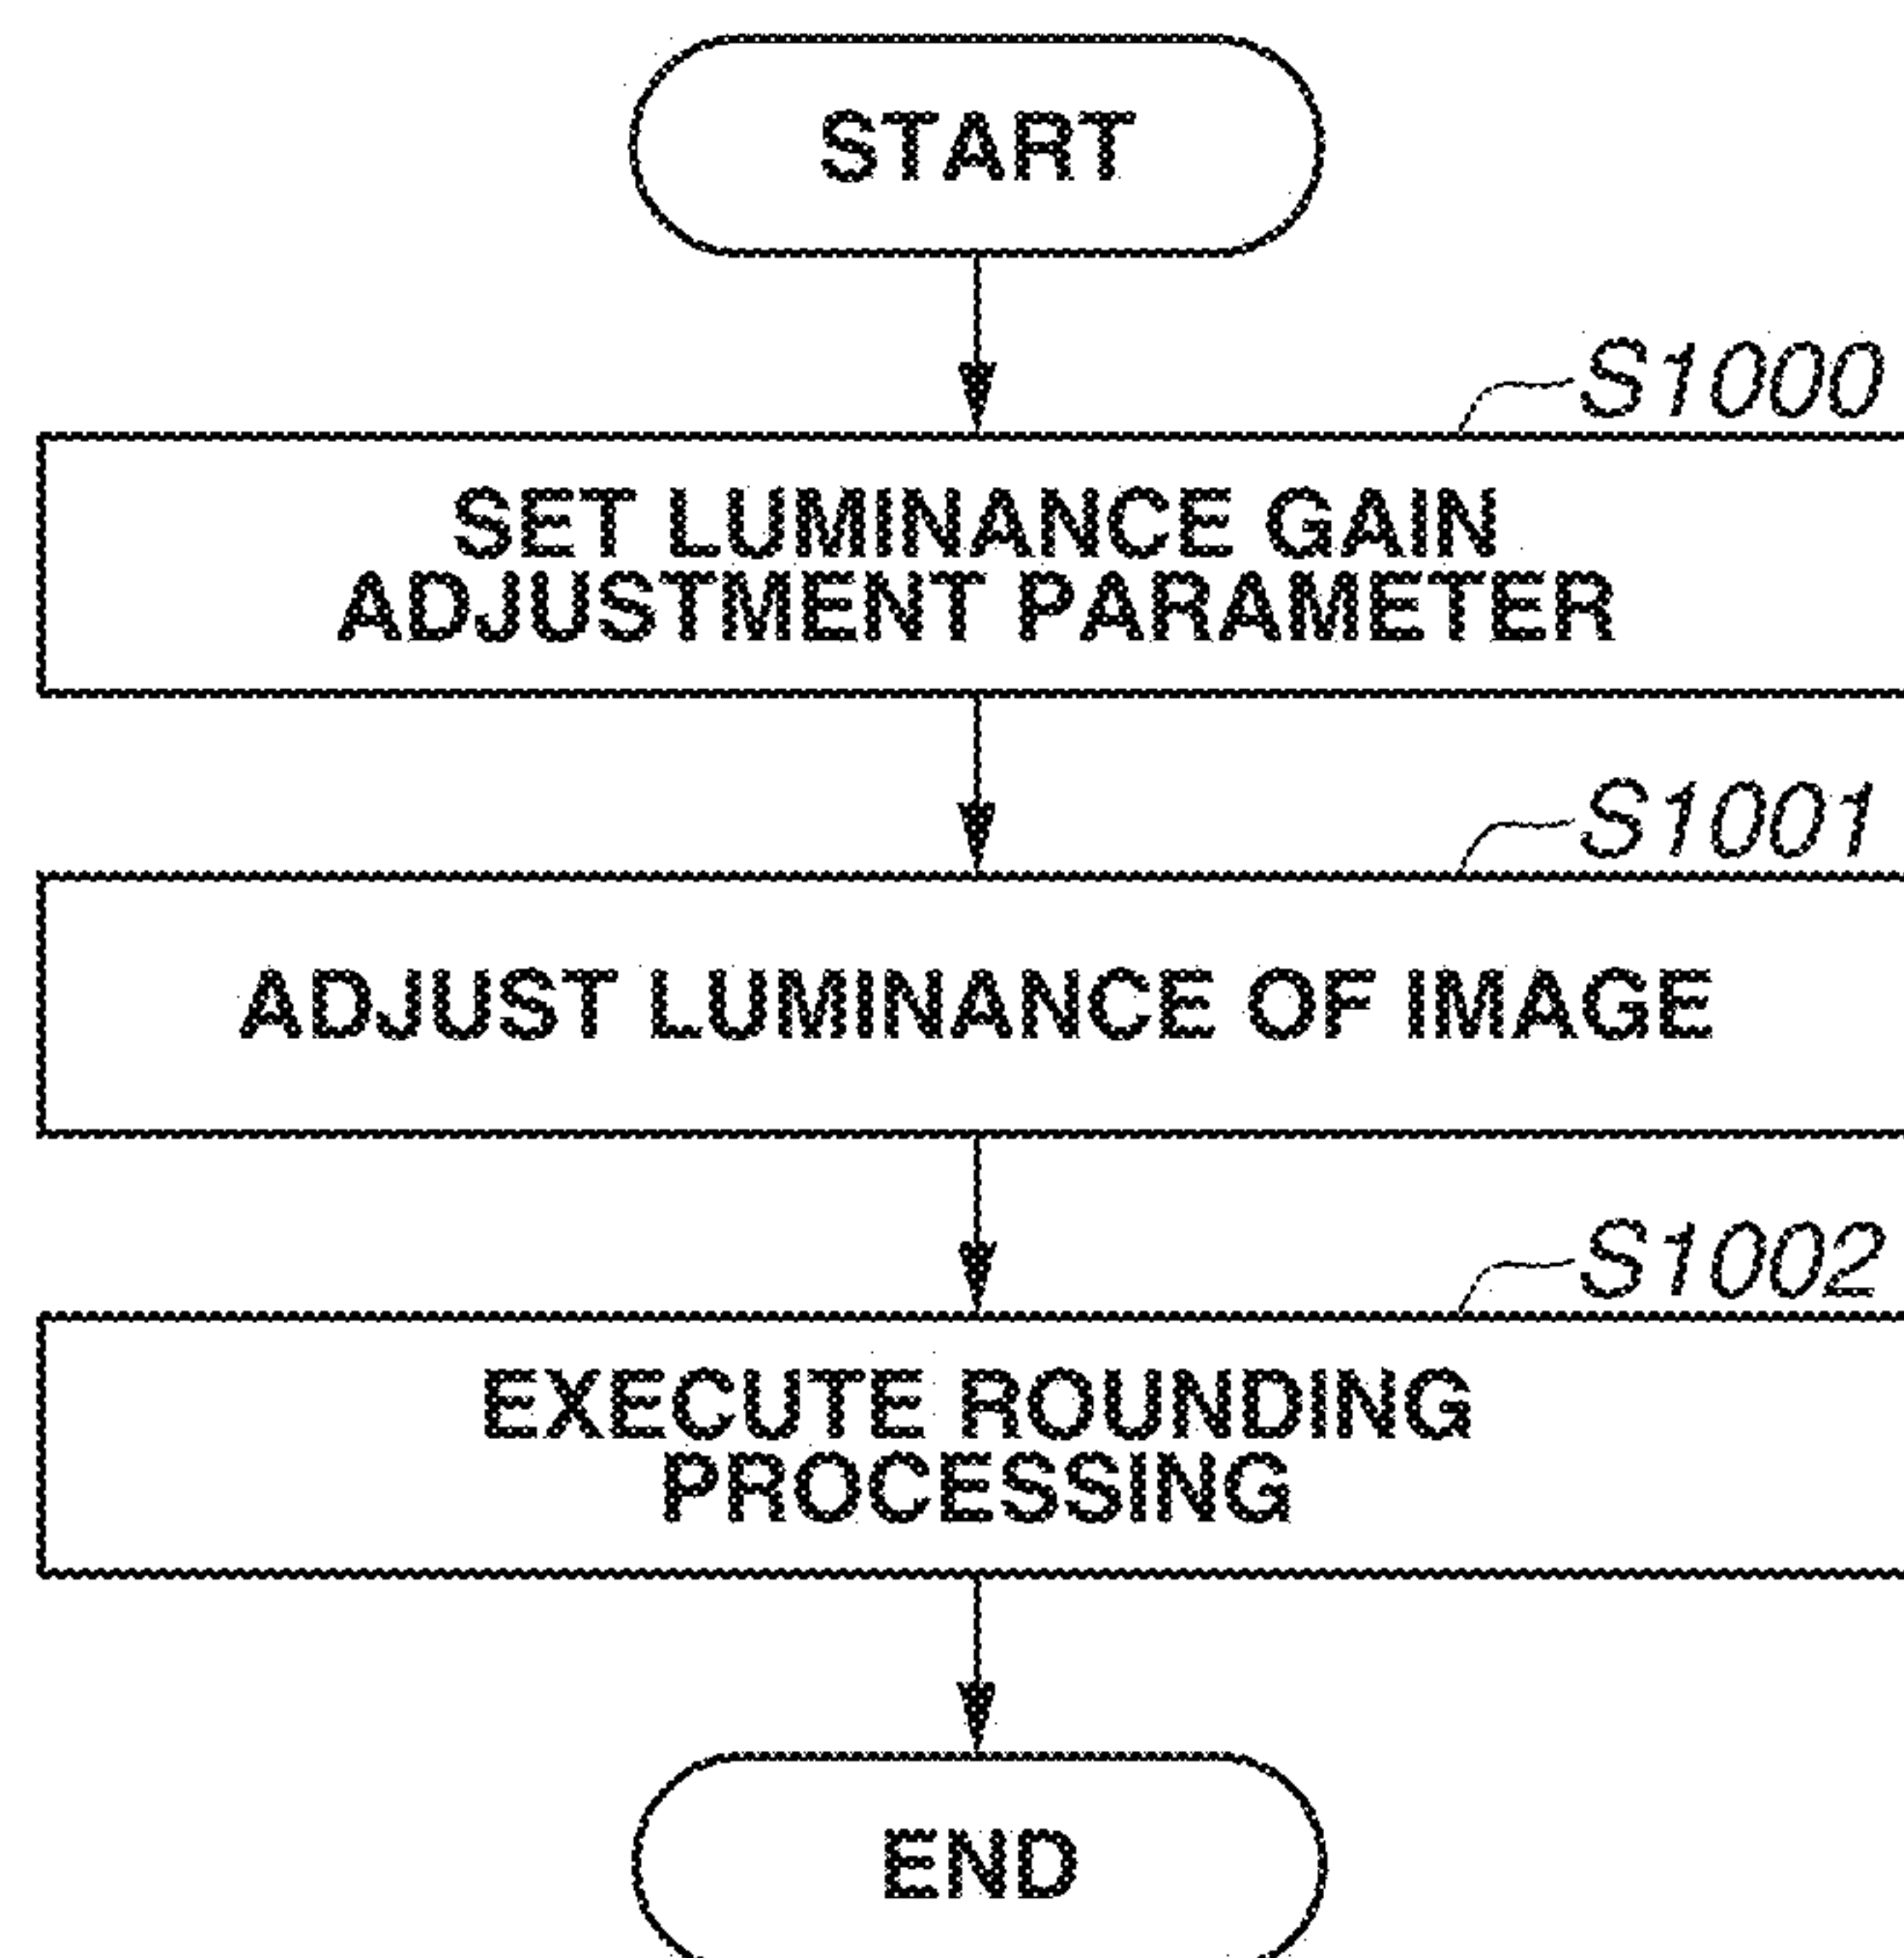 START
S1000
SET LUMINANCE GAIN
ADJUSTMENT PARAMETER
S1001
ADJUST LUMINANCE OF IMAGE
S1002
EXECUTE ROUNDING
PROCESSING
END